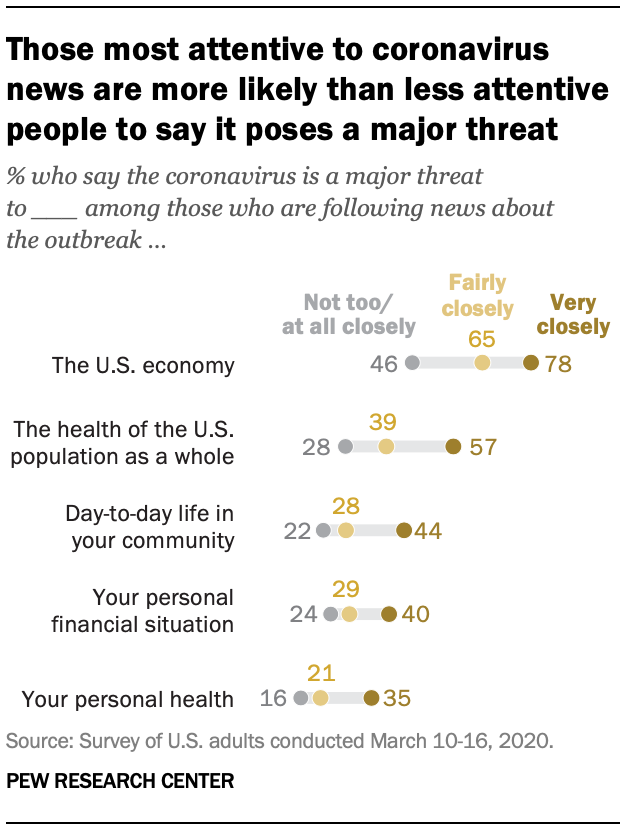 Those most attentive to coronavirus
news are more likely than less attentive
people to say it poses a major threat
% who say the coronavirus is a major threat
to ___ among those who are following news about
the outbreak ...
Not too/
at all closely
Fairly
closely
Very
closely
The U.S. economy
46
65
78
The health of the U.S.
population as a whole
28
39
57
Day-to-day life in
your community
22
28
44
Your personal
financial situation
24
29
40
Your personal health
16
21
35
Source: Survey of U.S. adults conducted March 10-16, 2020.
PEW RESEARCH CENTER